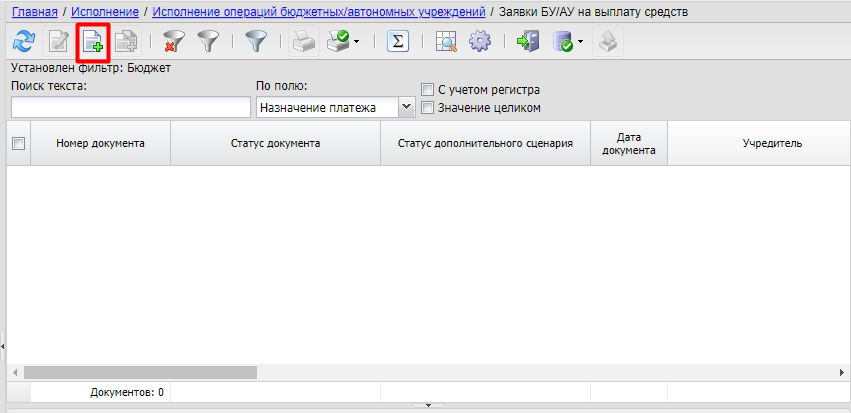 Главная / Исполнение / Исполнение операций бюджетных/автономных учреждений / Заявки БУ/АУ на выплату средств
Установлен фильтр: Бюджет
Поиск текста:
По полю:
С учетом регистра
Назначение платежа
Значение целиком
Номер документа
Статус документа
Статус дополнительного сценария
Дата
документа
Учредитель
Документов: 0